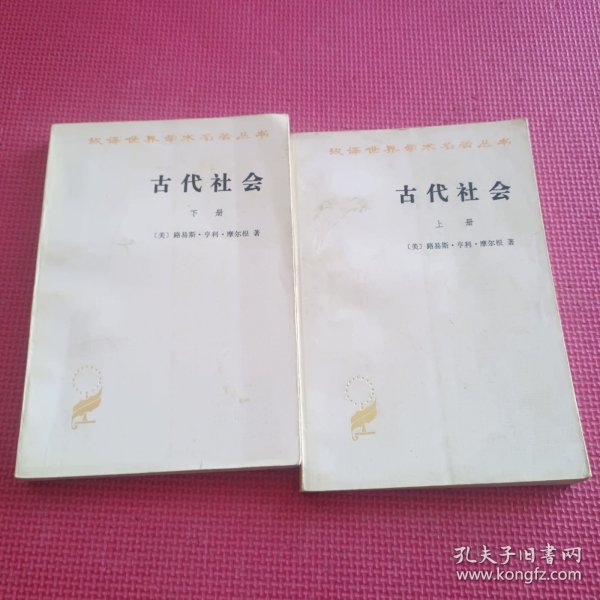 汉译世界学术名著丛书
古代社会
下册
〔美〕路易斯·亨利·摩尔根 著
汉译世界学术名著丛书
古代社会
上册
〔美〕路易斯·亨利·摩尔根 著
孔夫子旧书网
www.kongfz.com